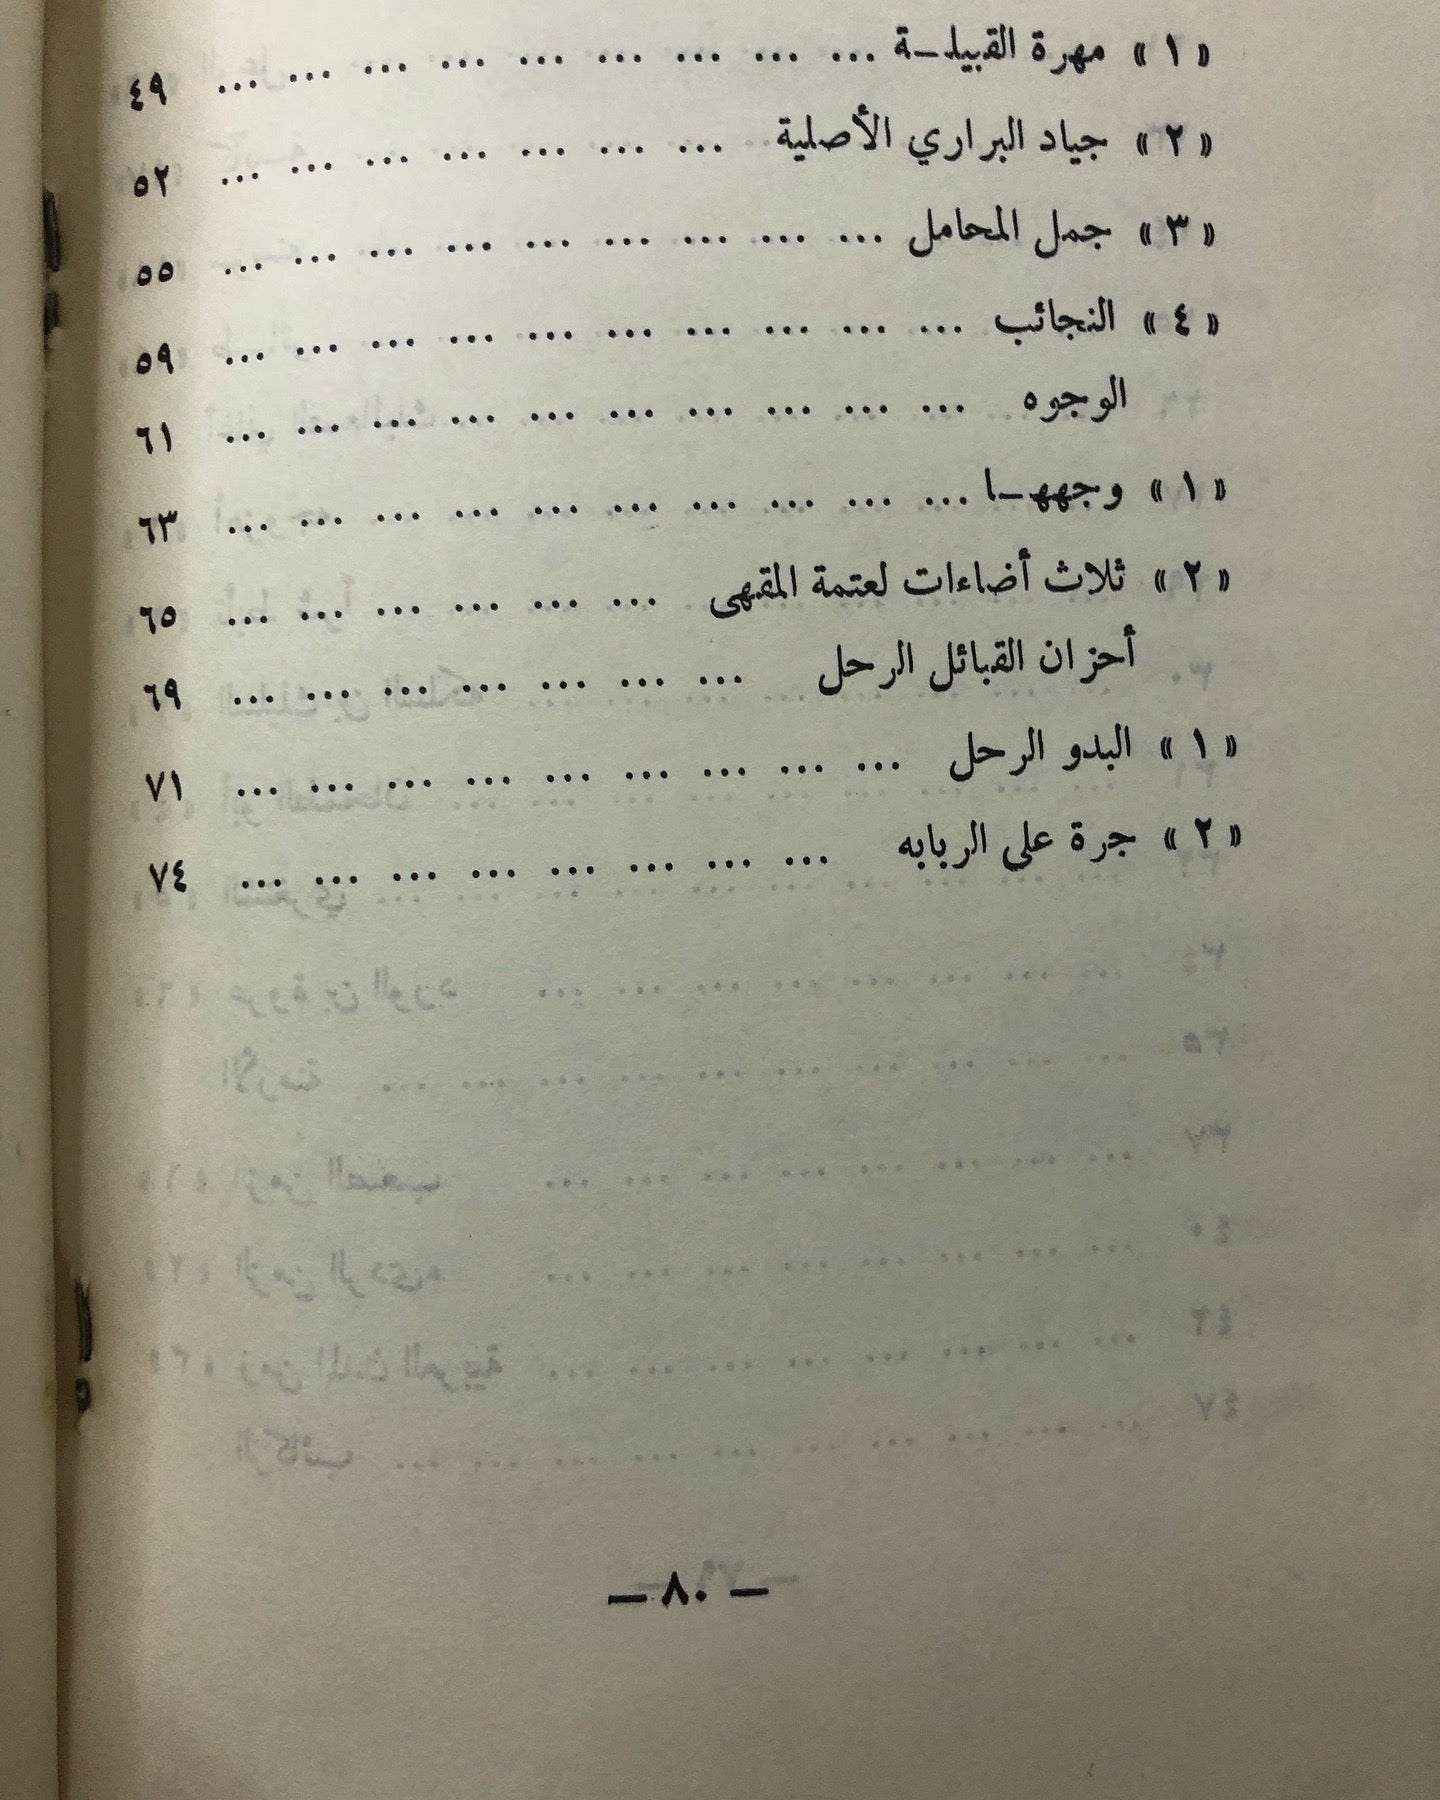 « ١ » مهرة القبيلـة ... ... ... ... ... ... ... ... ... ٤٩
« ٢ » جياد البراري الأصلية ... ... ... ... ... ... ... ٥٢
« ٣ » جمل المحامل ... ... ... ... ... ... ... ... ... ٥٥
« ٤ » النجائب ... ... ... ... ... ... ... ... ... ... ٥٩
الوجوه ... ... ... ... ... ... ... ... ... ... ٦١
« ١ » وجههـا ... ... ... ... ... ... ... ... ... ... ٦٣
« ٢ » ثلاث أضاءات لعتمة المقهى ... ... ... ... ... ... ٦٥
أحزان القبائل الرحل ... ... ... ... ... ... ... ٦٩
« ١ » البدو الرحل ... ... ... ... ... ... ... ... ... ٧١
« ٢ » جرة على الربابه ... ... ... ... ... ... ... ... ٧٤
— ٨٠ —